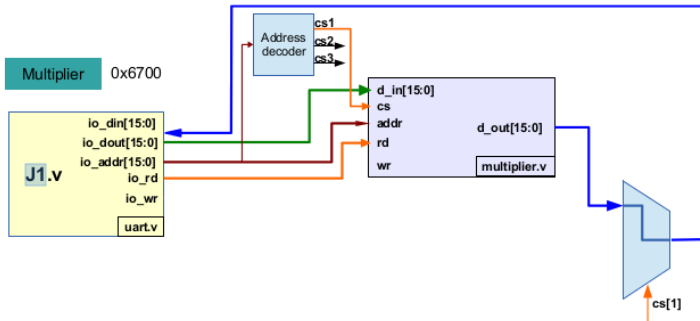 cs1
Address
decoder
cs2
cs3
Multiplier
0x6700
d_in[15:0]
cs
addr
rd
wr
d_out[15:0]
multiplier.v
io_din[15:0]
io_dout[15:0]
io_addr[15:0]
J1.v
io_rd
io_wr
uart.v
cs[1]